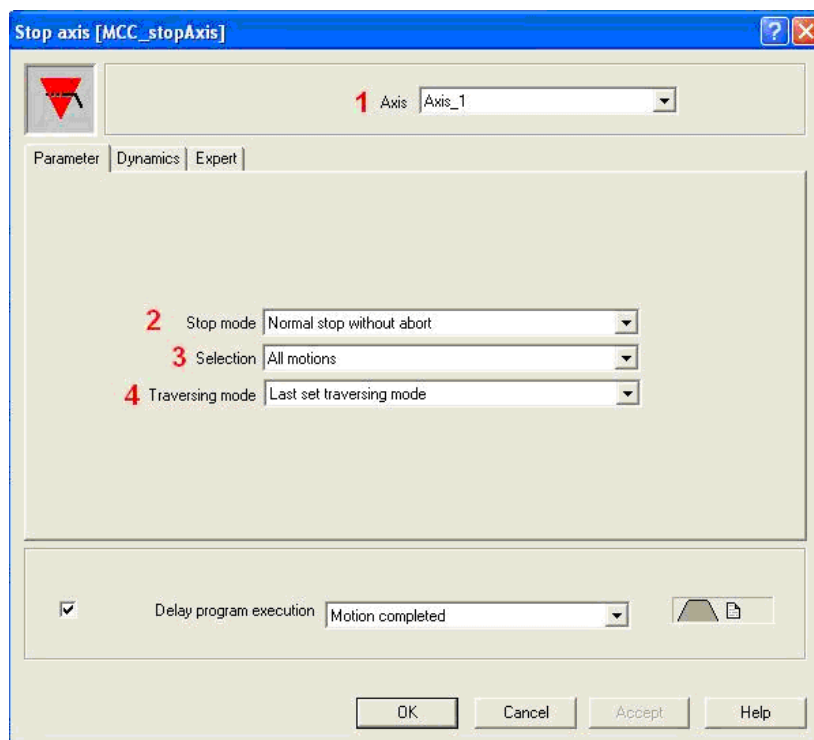 Stop axis [MCC_stopAxis]
1 Axis Axis_1
Parameter Dynamics Expert
2 Stop mode Normal stop without abort
3 Selection All motions
4 Traversing mode Last set traversing mode
Delay program execution Motion completed
OK Cancel Accept Help